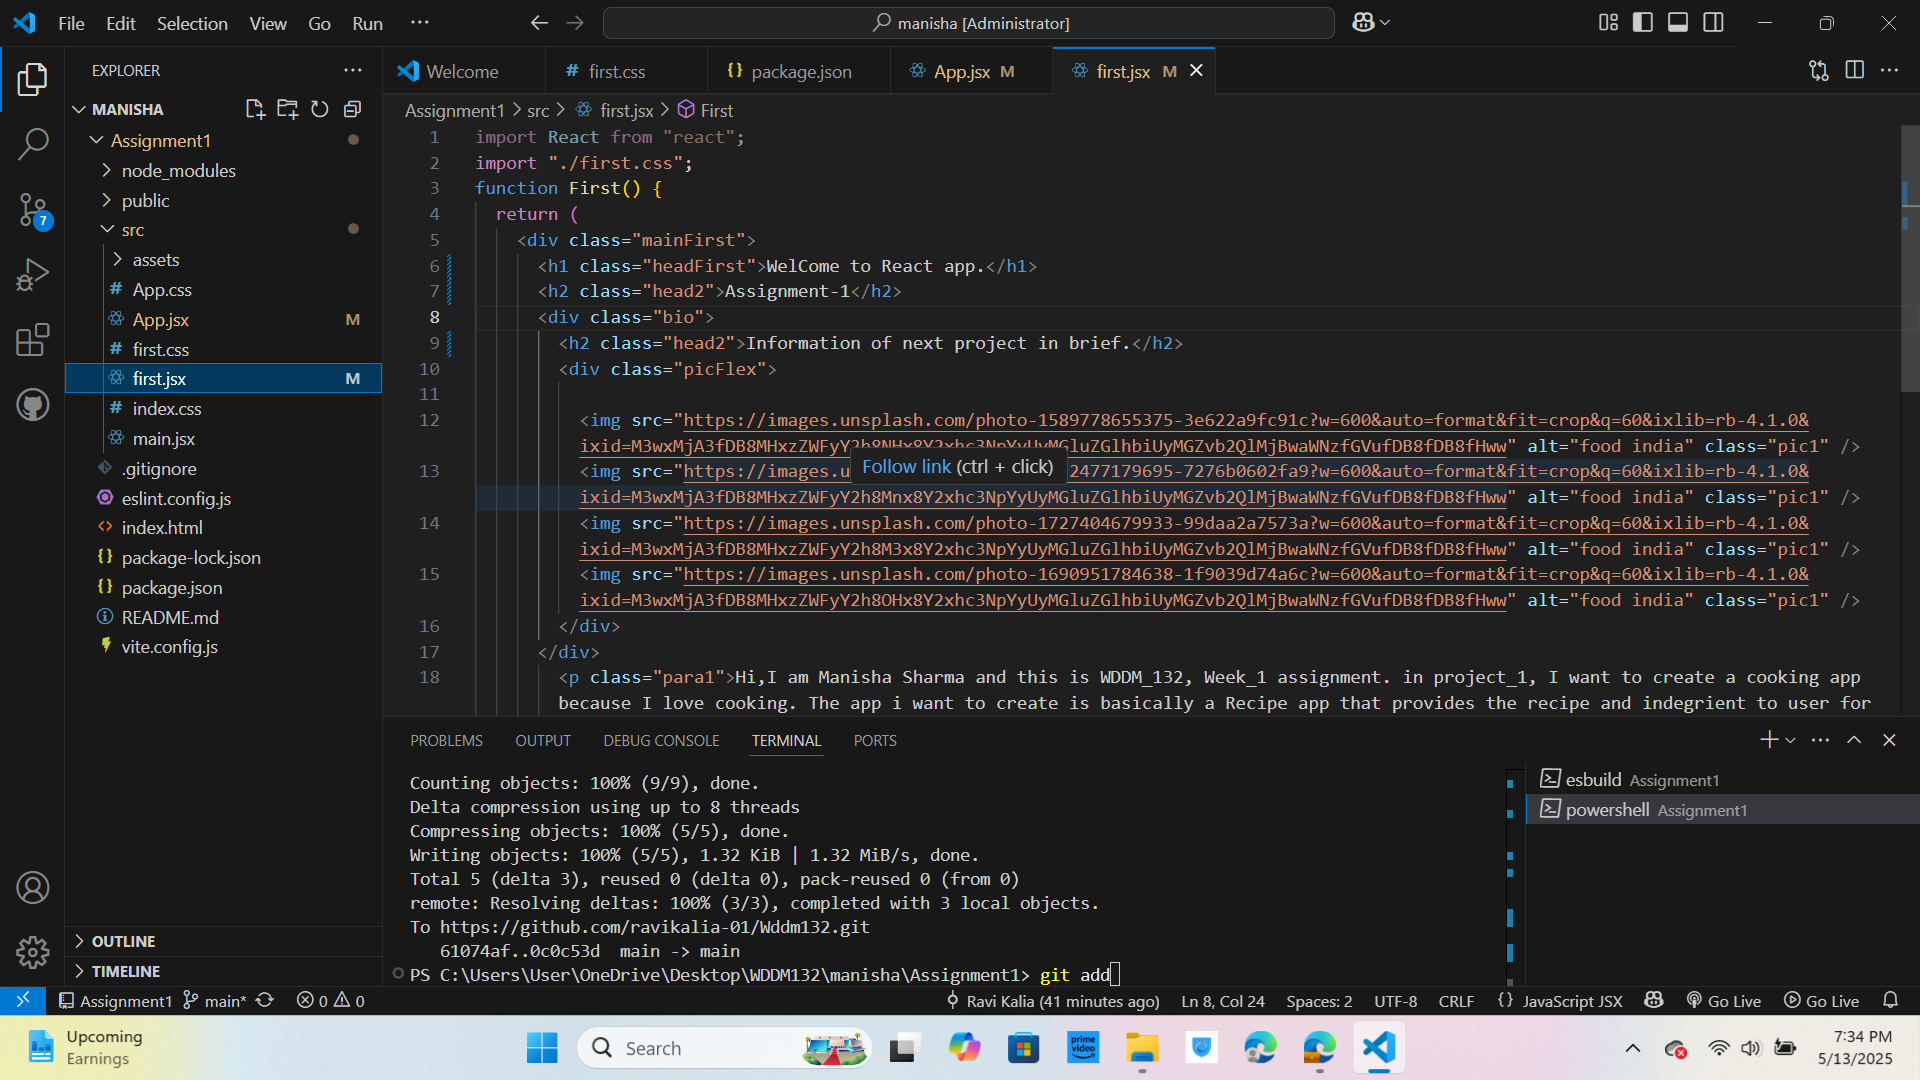 File Edit Selection View Go Run ···
manisha [Administrator]
EXPLORER
MANISHA
Assignment1
node_modules
public
src
assets
App.css
App.jsx M
first.css
first.jsx M
index.css
main.jsx
.gitignore
eslint.config.js
index.html
package-lock.json
package.json
README.md
vite.config.js
OUTLINE
TIMELINE
7
Welcome
# first.css
{} package.json
App.jsx M
first.jsx M
Assignment1 > src > first.jsx > First
1 import React from "react";
2 import "./first.css";
3 function First() {
4 return (
5 <div class="mainFirst">
6 <h1 class="headFirst">WelCome to React app.</h1>
7 <h2 class="head2">Assignment-1</h2>
8 <div class="bio">
9 <h2 class="head2">Information of next project in brief.</h2>
10 <div class="picFlex">
11
12 <img src="https://images.unsplash.com/photo-1589778655375-3e622a9fc91c?w=600&auto=format&fit=crop&q=60&ixlib=rb-4.1.0&
ixid=M3wxMjA3fDB8MHxzZWFyY2h8NHx8Y2xhc3NpYyUyMGluZGlhbiUyMGZvb2QlMjBwaWNzfGVufDB8fDB8fHww" alt="food india" class="pic1" />
13 <img src="https://images.u 2477179695-7276b0602fa9?w=600&auto=format&fit=crop&q=60&ixlib=rb-4.1.0&
Follow link (ctrl + click)
ixid=M3wxMjA3fDB8MHxzZWFyY2h8Mnx8Y2xhc3NpYyUyMGluZGlhbiUyMGZvb2QlMjBwaWNzfGVufDB8fDB8fHww" alt="food india" class="pic1" />
14 <img src="https://images.unsplash.com/photo-1727404679933-99daa2a7573a?w=600&auto=format&fit=crop&q=60&ixlib=rb-4.1.0&
ixid=M3wxMjA3fDB8MHxzZWFyY2h8M3x8Y2xhc3NpYyUyMGluZGlhbiUyMGZvb2QlMjBwaWNzfGVufDB8fDB8fHww" alt="food india" class="pic1" />
15 <img src="https://images.unsplash.com/photo-1690951784638-1f9039d74a6c?w=600&auto=format&fit=crop&q=60&ixlib=rb-4.1.0&
ixid=M3wxMjA3fDB8MHxzZWFyY2h8OHx8Y2xhc3NpYyUyMGluZGlhbiUyMGZvb2QlMjBwaWNzfGVufDB8fDB8fHww" alt="food india" class="pic1" />
16 </div>
17 </div>
18 <p class="para1">Hi,I am Manisha Sharma and this is WDDM_132, Week_1 assignment. in project_1, I want to create a cooking app
because I love cooking. The app i want to create is basically a Recipe app that provides the recipe and indegrient to user for
PROBLEMS OUTPUT DEBUG CONSOLE TERMINAL PORTS
Counting objects: 100% (9/9), done.
Delta compression using up to 8 threads
Compressing objects: 100% (5/5), done.
Writing objects: 100% (5/5), 1.32 KiB | 1.32 MiB/s, done.
Total 5 (delta 3), reused 0 (delta 0), pack-reused 0 (from 0)
remote: Resolving deltas: 100% (3/3), completed with 3 local objects.
To https://github.com/ravikalia-01/Wddm132.git
61074af..0c0c53d main -> main
PS C:\Users\User\OneDrive\Desktop\WDDM132\manisha\Assignment1> git add
esbuild Assignment1
powershell Assignment1
Assignment1 main* 0 0
Ravi Kalia (41 minutes ago) Ln 8, Col 24 Spaces: 2 UTF-8 CRLF {} JavaScript JSX Go Live Go Live
Upcoming
Earnings
Search
prime
video
7:34 PM
5/13/2025